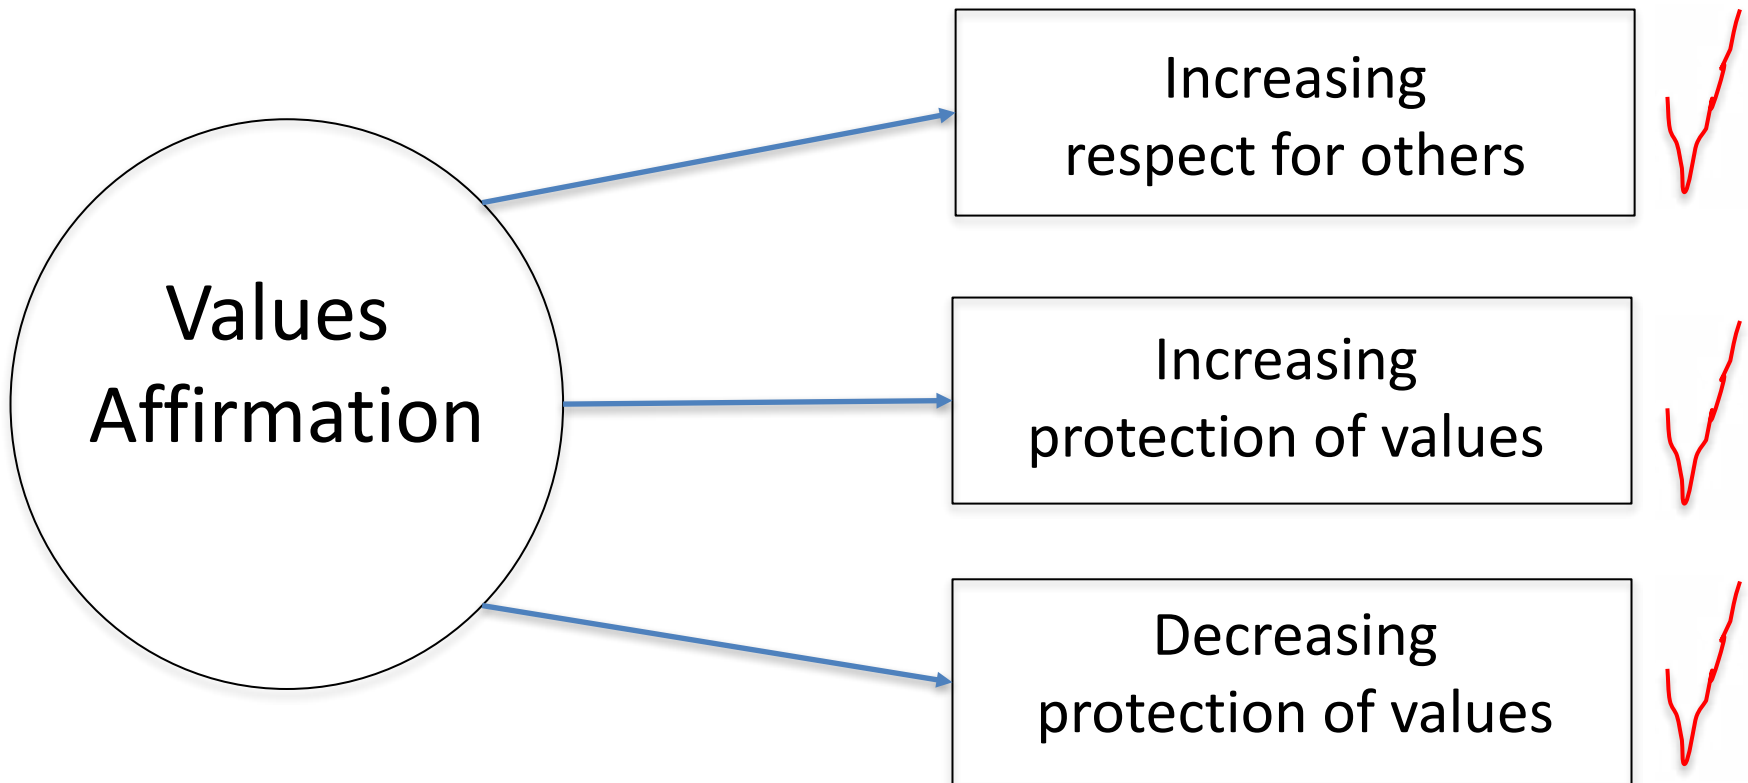 Values
Affirmation
Increasing
respect for others
Increasing
protection of values
Decreasing
protection of values